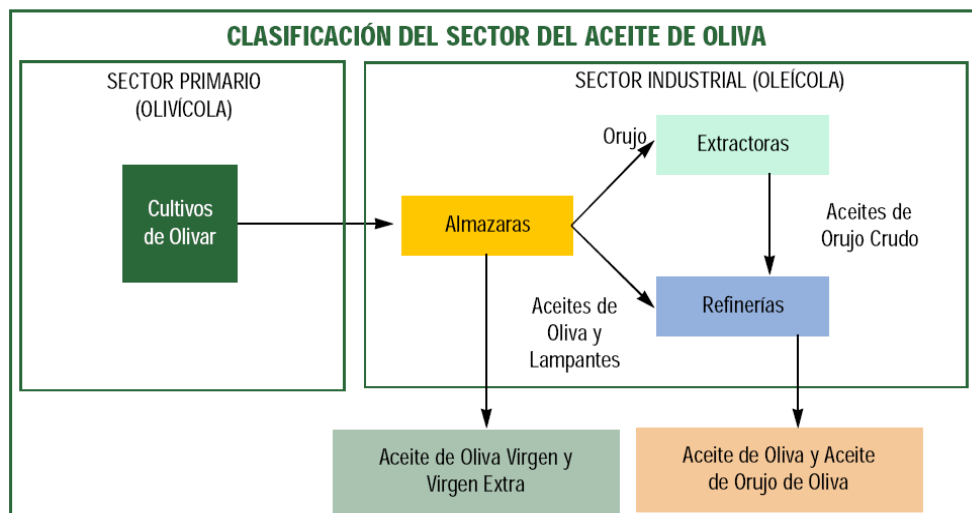 CLASIFICACIÓN DEL SECTOR DEL ACEITE DE OLIVA
SECTOR PRIMARIO
(OLIVÍCOLA)
SECTOR INDUSTRIAL (OLEÍCOLA)
Cultivos
de Olivar
Almazaras
Orujo
Extractoras
Aceites de
Orujo Crudo
Aceites de
Oliva y
Lampantes
Refinerías
Aceite de Oliva Virgen y
Virgen Extra
Aceite de Oliva y Aceite
de Orujo de Oliva